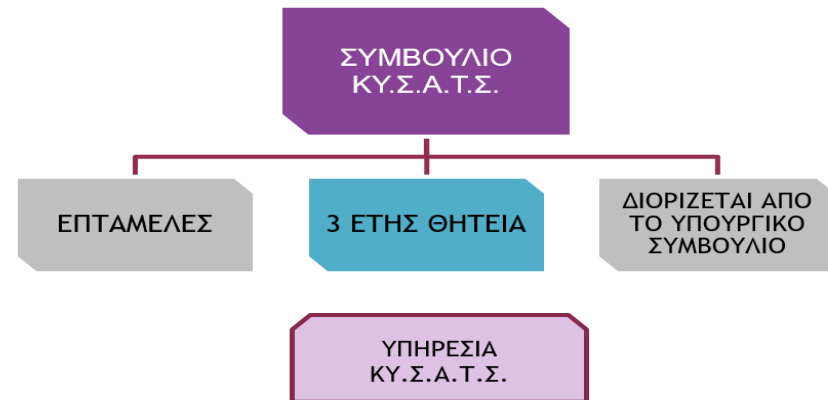 ΣΥΜΒΟΥΛΙΟ
ΚΥ.Σ.Α.Τ.Σ.
ΕΠΤΑΜΕΛΕΣ
3 ΕΤΗΣ ΘΗΤΕΙΑ
ΔΙΟΡΙΖΕΤΑΙ ΑΠΟ
ΤΟ ΥΠΟΥΡΓΙΚΟ
ΣΥΜΒΟΥΛΙΟ
ΥΠΗΡΕΣΙΑ
ΚΥ.Σ.Α.Τ.Σ.